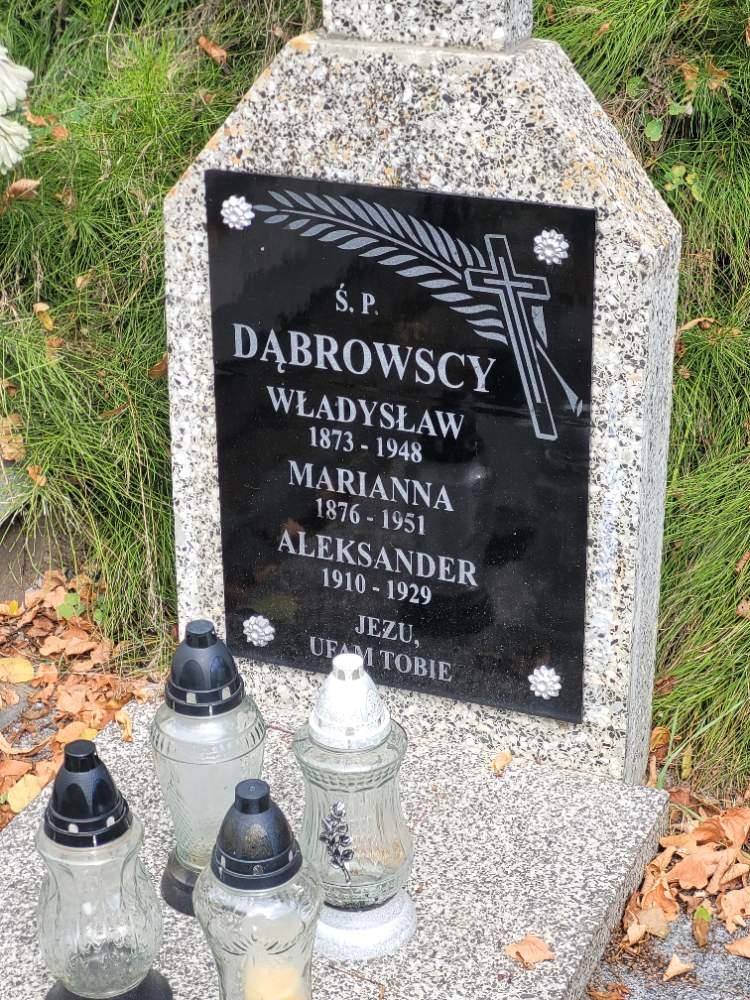 Ś. P.
DĄBROWSCY
WŁADYSŁAW
1873 - 1948
MARIANNA
1876 - 1951
ALEKSANDER
1910 - 1929
JEZU,
UFAM TOBIE